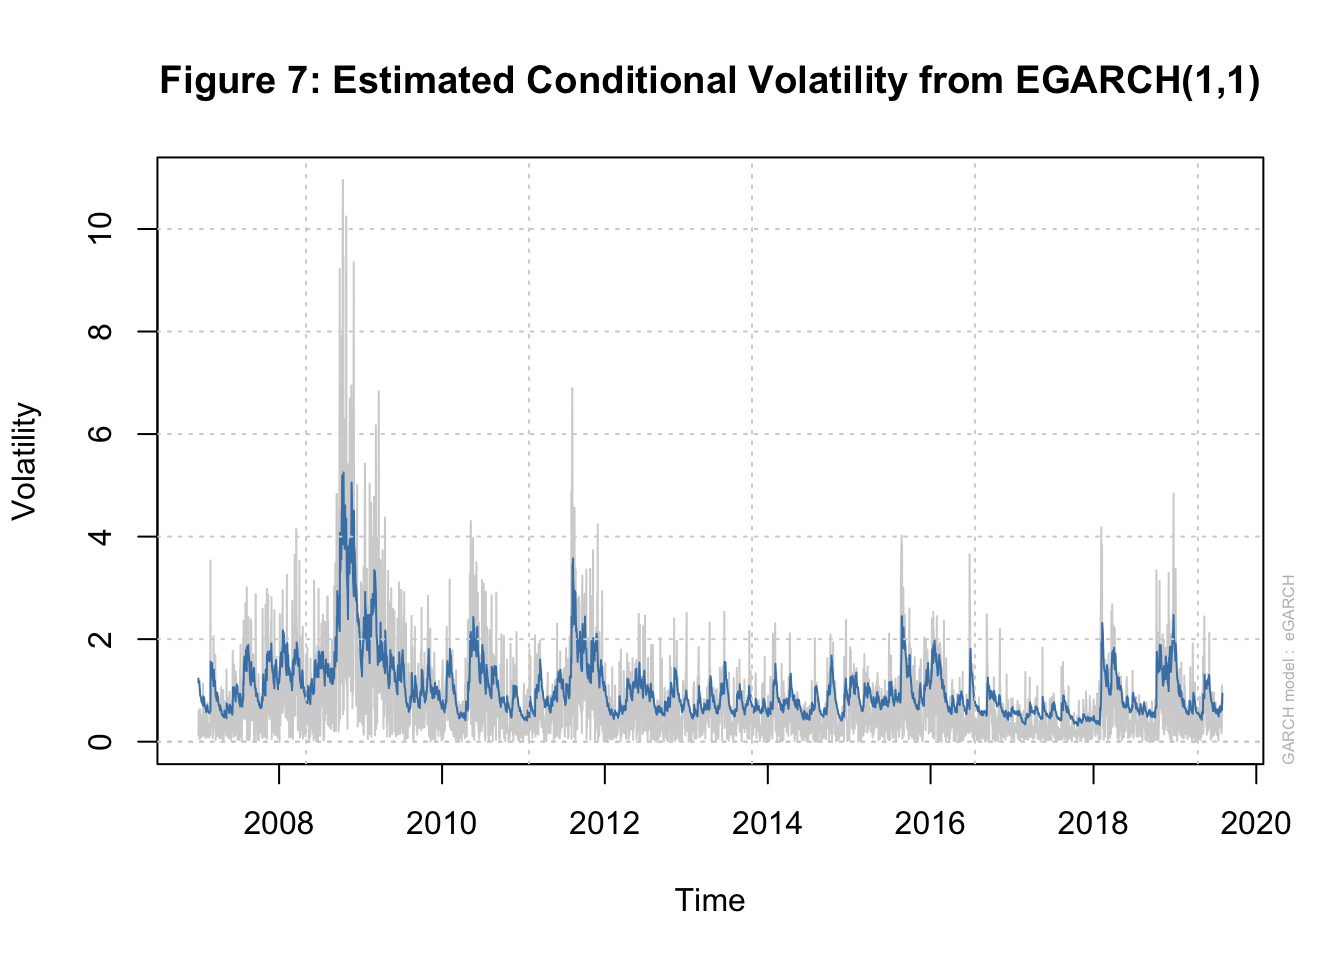 Figure 7: Estimated Conditional Volatility from EGARCH(1,1)
Volatility
10
8
6
4
2
0
2008 2010 2012 2014 2016 2018 2020
Time
GARCH model : eGARCH